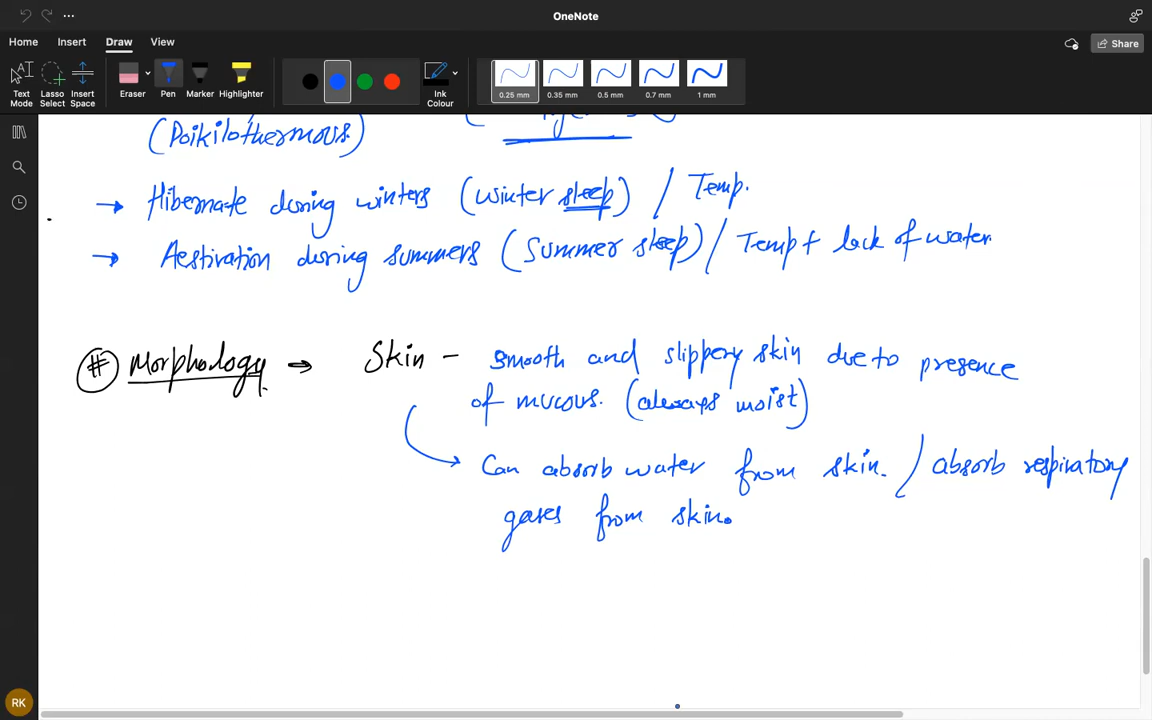 OneNote
Home Insert Draw View
Share
Text Mode
Lasso Select
Insert Space
Eraser
Pen
Marker
Highlighter
Ink Colour
0.25 mm
0.35 mm
0.5 mm
0.7 mm
1 mm
(Poikilothermous)
→ Hibernate during winters (winter sleep) / Temp.
→ Aestivation during summers (Summer sleep) / Temp + lack of water.
# Morphology → Skin - Smooth and slippery skin due to presence
of mucous. (always moist)
Can absorb water from skin. / absorb respiratory
gases from skin.
RK